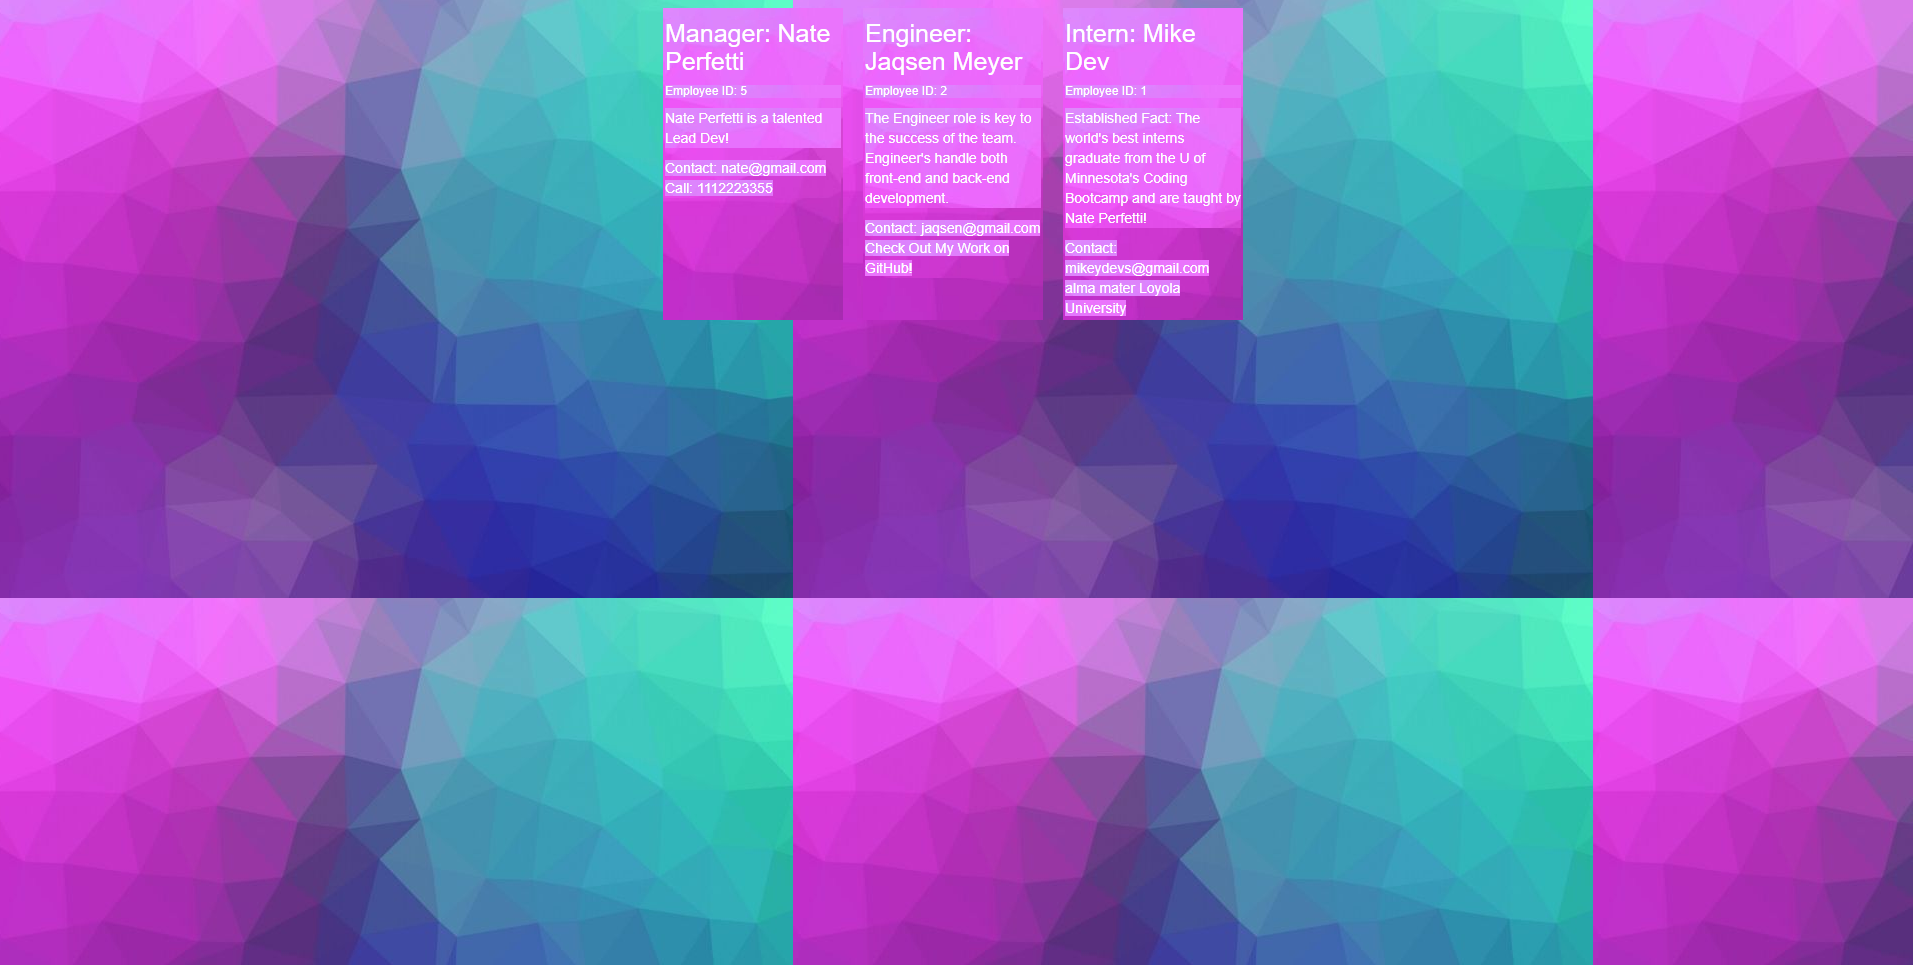 Manager: Nate
Perfetti
Employee ID: 5
Nate Perfetti is a talented
Lead Dev!
Contact: nate@gmail.com
Call: 1112223355
Engineer:
Jaqsen Meyer
Employee ID: 2
The Engineer role is key to
the success of the team.
Engineer's handle both
front-end and back-end
development.
Contact: jaqsen@gmail.com
Check Out My Work on
GitHub!
Intern: Mike
Dev
Employee ID: 1
Established Fact: The
world's best interns
graduate from the U of
Minnesota's Coding
Bootcamp and are taught by
Nate Perfetti!
Contact:
mikeydevs@gmail.com
alma mater Loyola
University